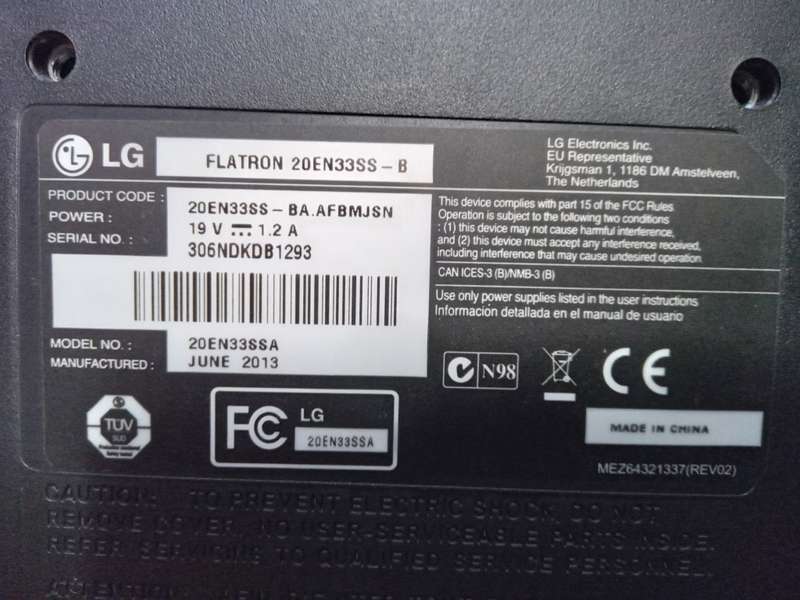 LG FLATRON 20EN33SS-B
LG Electronics Inc.
EU Representative
Krijgsman 1, 1186 DM Amstelveen,
The Netherlands
PRODUCT CODE : 20EN33SS-BA.AFBMJSN
POWER : 19 V ⎓ 1.2 A
SERIAL NO. : 306NDKDB1293
This device complies with part 15 of the FCC Rules
Operation is subject to the following two conditions
: (1) this device may not cause harmful interference,
and (2) this device must accept any interference received,
including interference that may cause undesired operation
CAN ICES-3 (B)/NMB-3 (B)
Use only power supplies listed in the user instructions
Información detallada en el manual de usuario
MODEL NO. : 20EN33SSA
MANUFACTURED : JUNE 2013
N98
CE
TÜV
SÜD
FC LG
20EN33SSA
MADE IN CHINA
MEZ64321337(REV02)
CAUTION: TO PREVENT ELECTRIC SHOCK, DO NOT
REMOVE COVER. NO USER-SERVICEABLE PARTS INSIDE.
REFER SERVICING TO QUALIFIED SERVICE PERSONNEL.